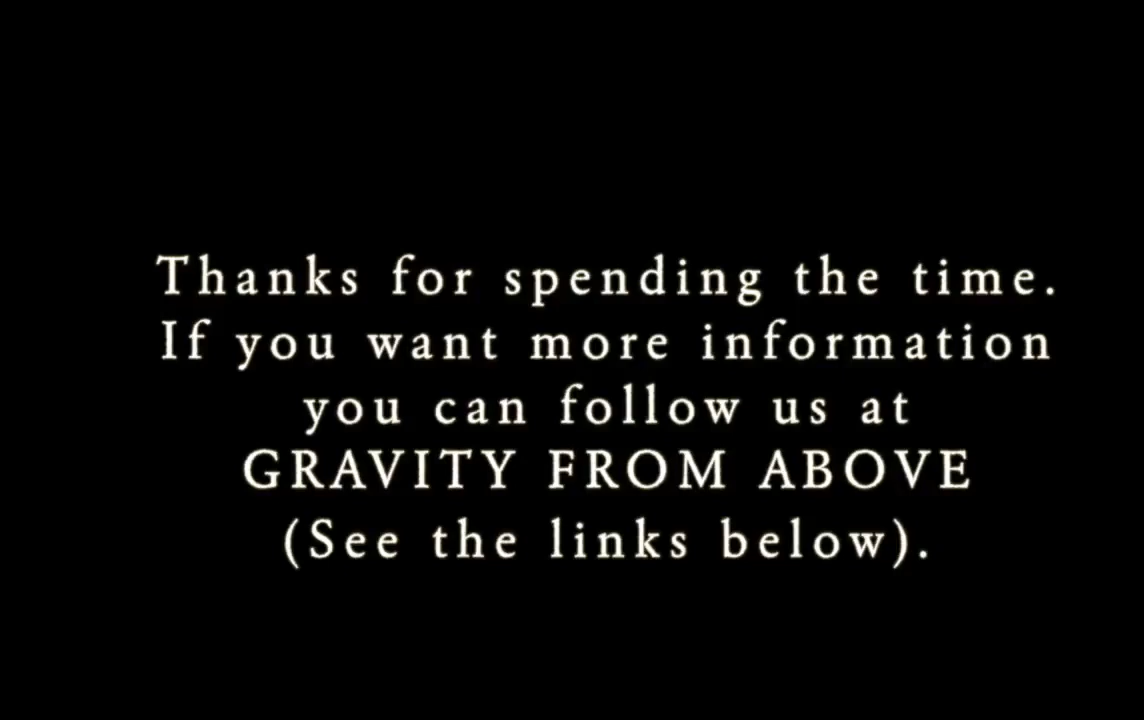 Thanks for spending the time.
If you want more information
you can follow us at
GRAVITY FROM ABOVE
(See the links below).